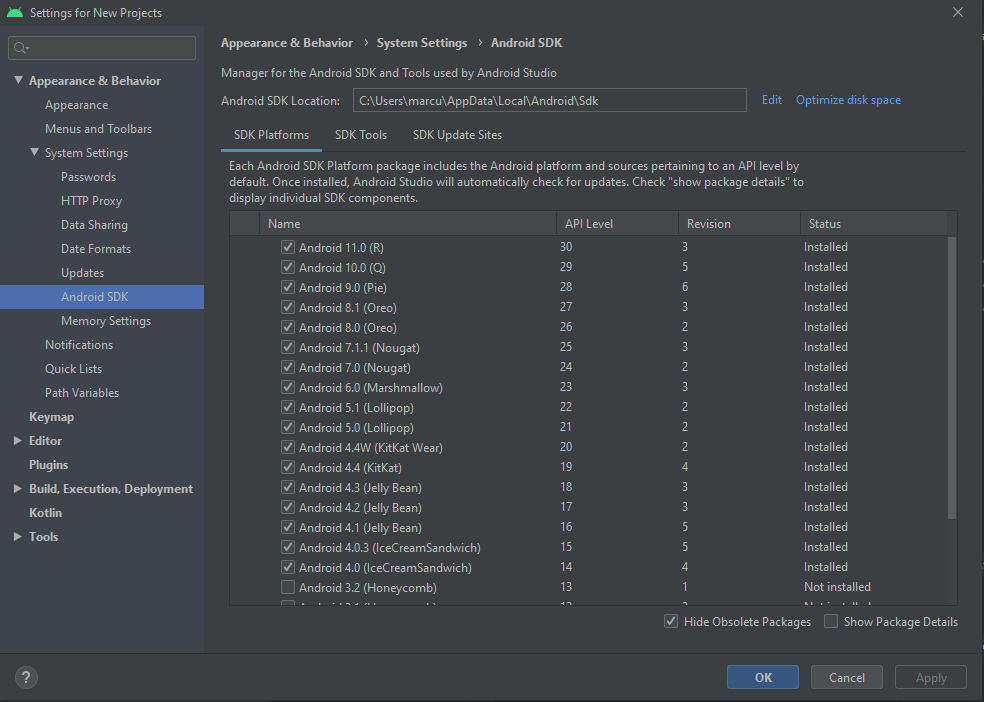 Settings for New Projects
Appearance & Behavior
Appearance
Menus and Toolbars
System Settings
Passwords
HTTP Proxy
Data Sharing
Date Formats
Updates
Android SDK
Memory Settings
Notifications
Quick Lists
Path Variables
Keymap
Editor
Plugins
Build, Execution, Deployment
Kotlin
Tools
Appearance & Behavior › System Settings › Android SDK
Manager for the Android SDK and Tools used by Android Studio
Android SDK Location: C:\Users\marcu\AppData\Local\Android\Sdk Edit Optimize disk space
SDK Platforms SDK Tools SDK Update Sites
Each Android SDK Platform package includes the Android platform and sources pertaining to an API level by
default. Once installed, Android Studio will automatically check for updates. Check "show package details" to
display individual SDK components.
Name API Level Revision Status
Android 11.0 (R) 30 3 Installed
Android 10.0 (Q) 29 5 Installed
Android 9.0 (Pie) 28 6 Installed
Android 8.1 (Oreo) 27 3 Installed
Android 8.0 (Oreo) 26 2 Installed
Android 7.1.1 (Nougat) 25 3 Installed
Android 7.0 (Nougat) 24 2 Installed
Android 6.0 (Marshmallow) 23 3 Installed
Android 5.1 (Lollipop) 22 2 Installed
Android 5.0 (Lollipop) 21 2 Installed
Android 4.4W (KitKat Wear) 20 2 Installed
Android 4.4 (KitKat) 19 4 Installed
Android 4.3 (Jelly Bean) 18 3 Installed
Android 4.2 (Jelly Bean) 17 3 Installed
Android 4.1 (Jelly Bean) 16 5 Installed
Android 4.0.3 (IceCreamSandwich) 15 5 Installed
Android 4.0 (IceCreamSandwich) 14 4 Installed
Android 3.2 (Honeycomb) 13 1 Not installed
Hide Obsolete Packages Show Package Details
? OK Cancel Apply